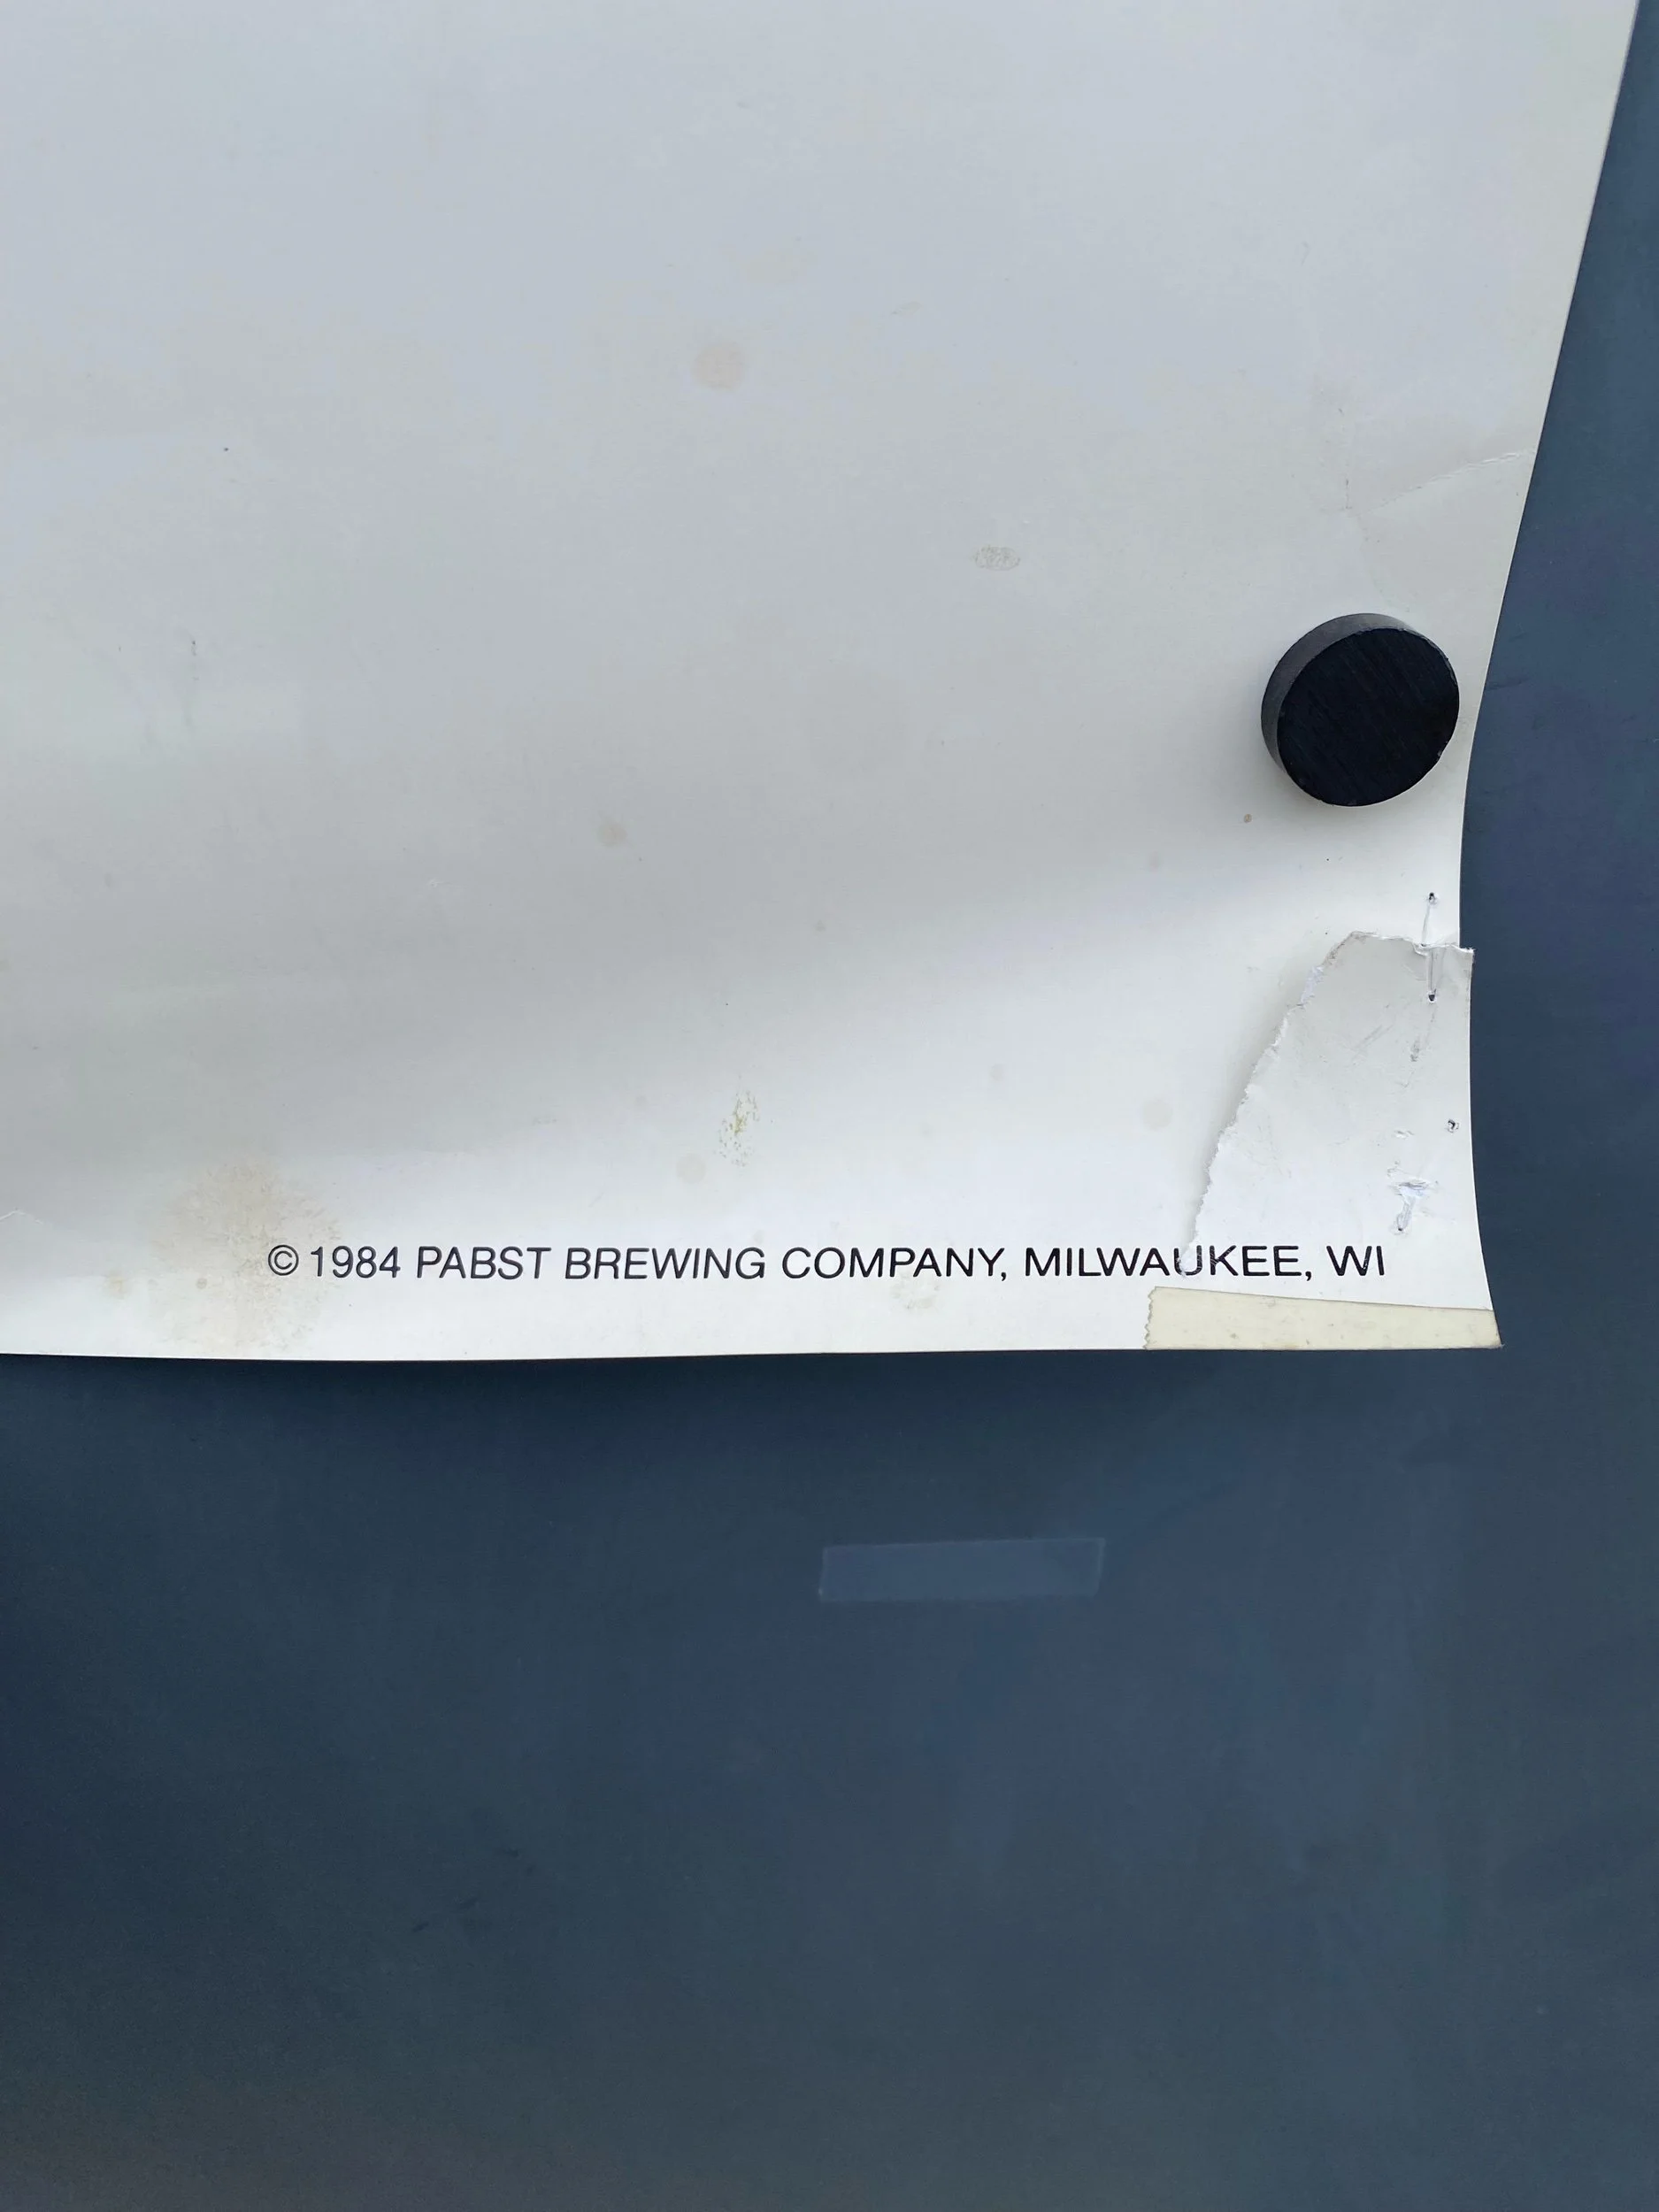 © 1984 PABST BREWING COMPANY, MILWAUKEE, WI